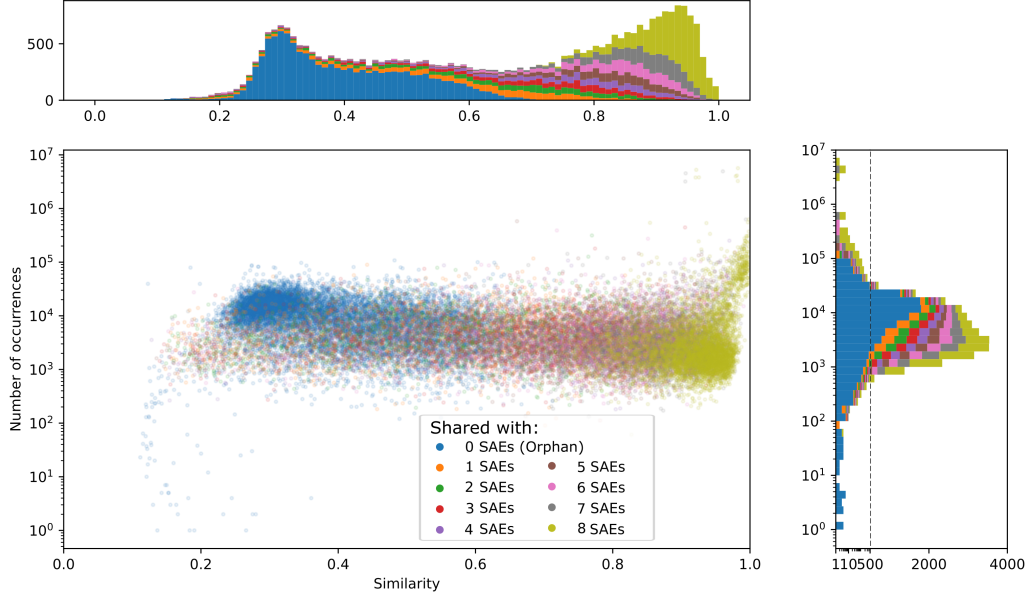 500
0
0.0 0.2 0.4 0.6 0.8 1.0
Number of occurrences
10^7
10^6
10^5
10^4
10^3
10^2
10^1
10^0
Shared with:
0 SAEs (Orphan)
1 SAEs
2 SAEs
3 SAEs
4 SAEs
5 SAEs
6 SAEs
7 SAEs
8 SAEs
0.0 0.2 0.4 0.6 0.8 1.0
Similarity
10^7
10^6
10^5
10^4
10^3
10^2
10^1
10^0
2000 4000